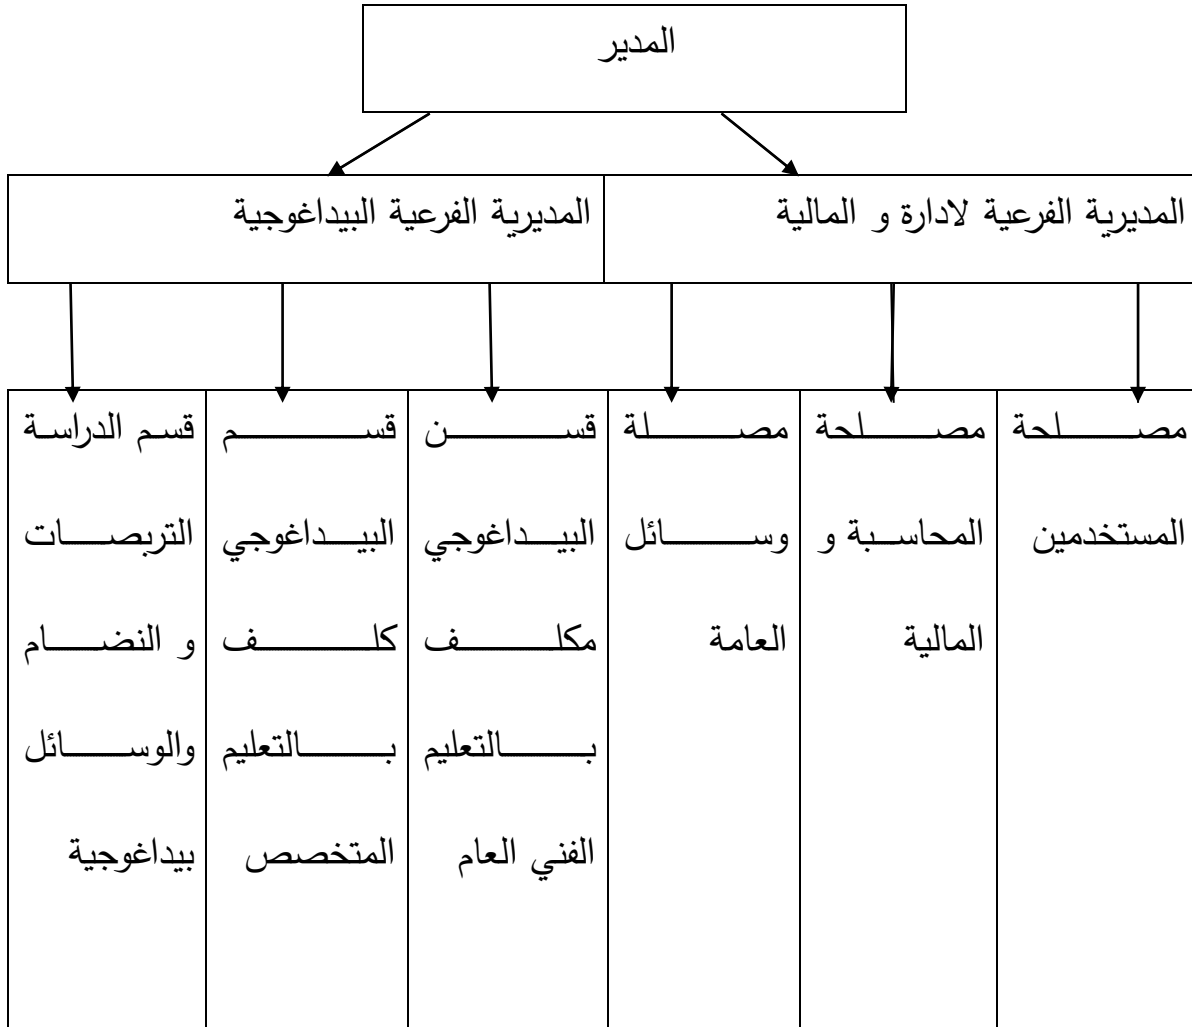 المدير
المديرية الفرعية لادارة و المالية
المديرية الفرعية البيداغوجية
مصلحة
المستخدمين
مصلحة
المحاسبة و
المالية
مصلة
وسائل
العامة
قسن
البيداغوجي
مكلف
بالتعليم
الفني العام
قسم
البيداغوجي
كلف
بالتعليم
المتخصص
قسم الدراسة
التربصات
و النضام
والوسائل
بيداغوجية